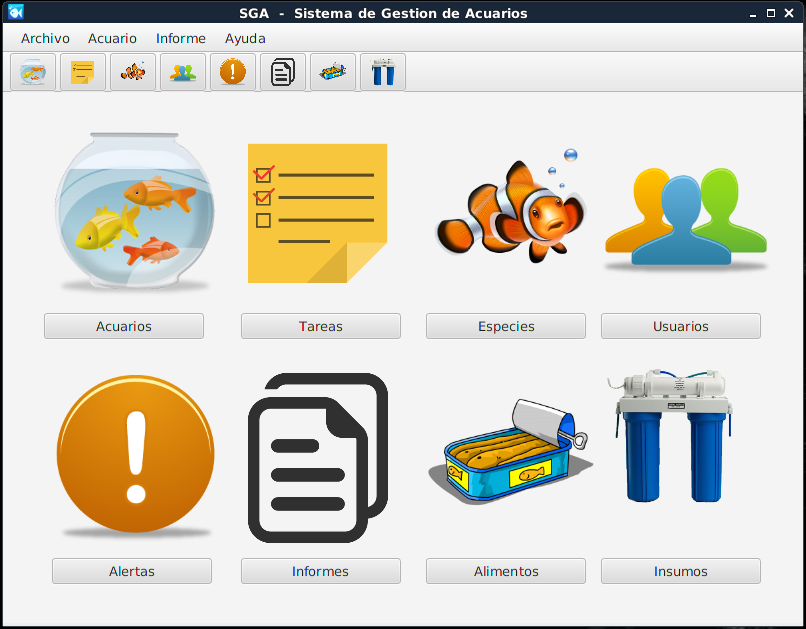 SGA - Sistema de Gestion de Acuarios
Archivo Acuario Informe Ayuda
Acuarios Tareas Especies Usuarios
Alertas Informes Alimentos Insumos